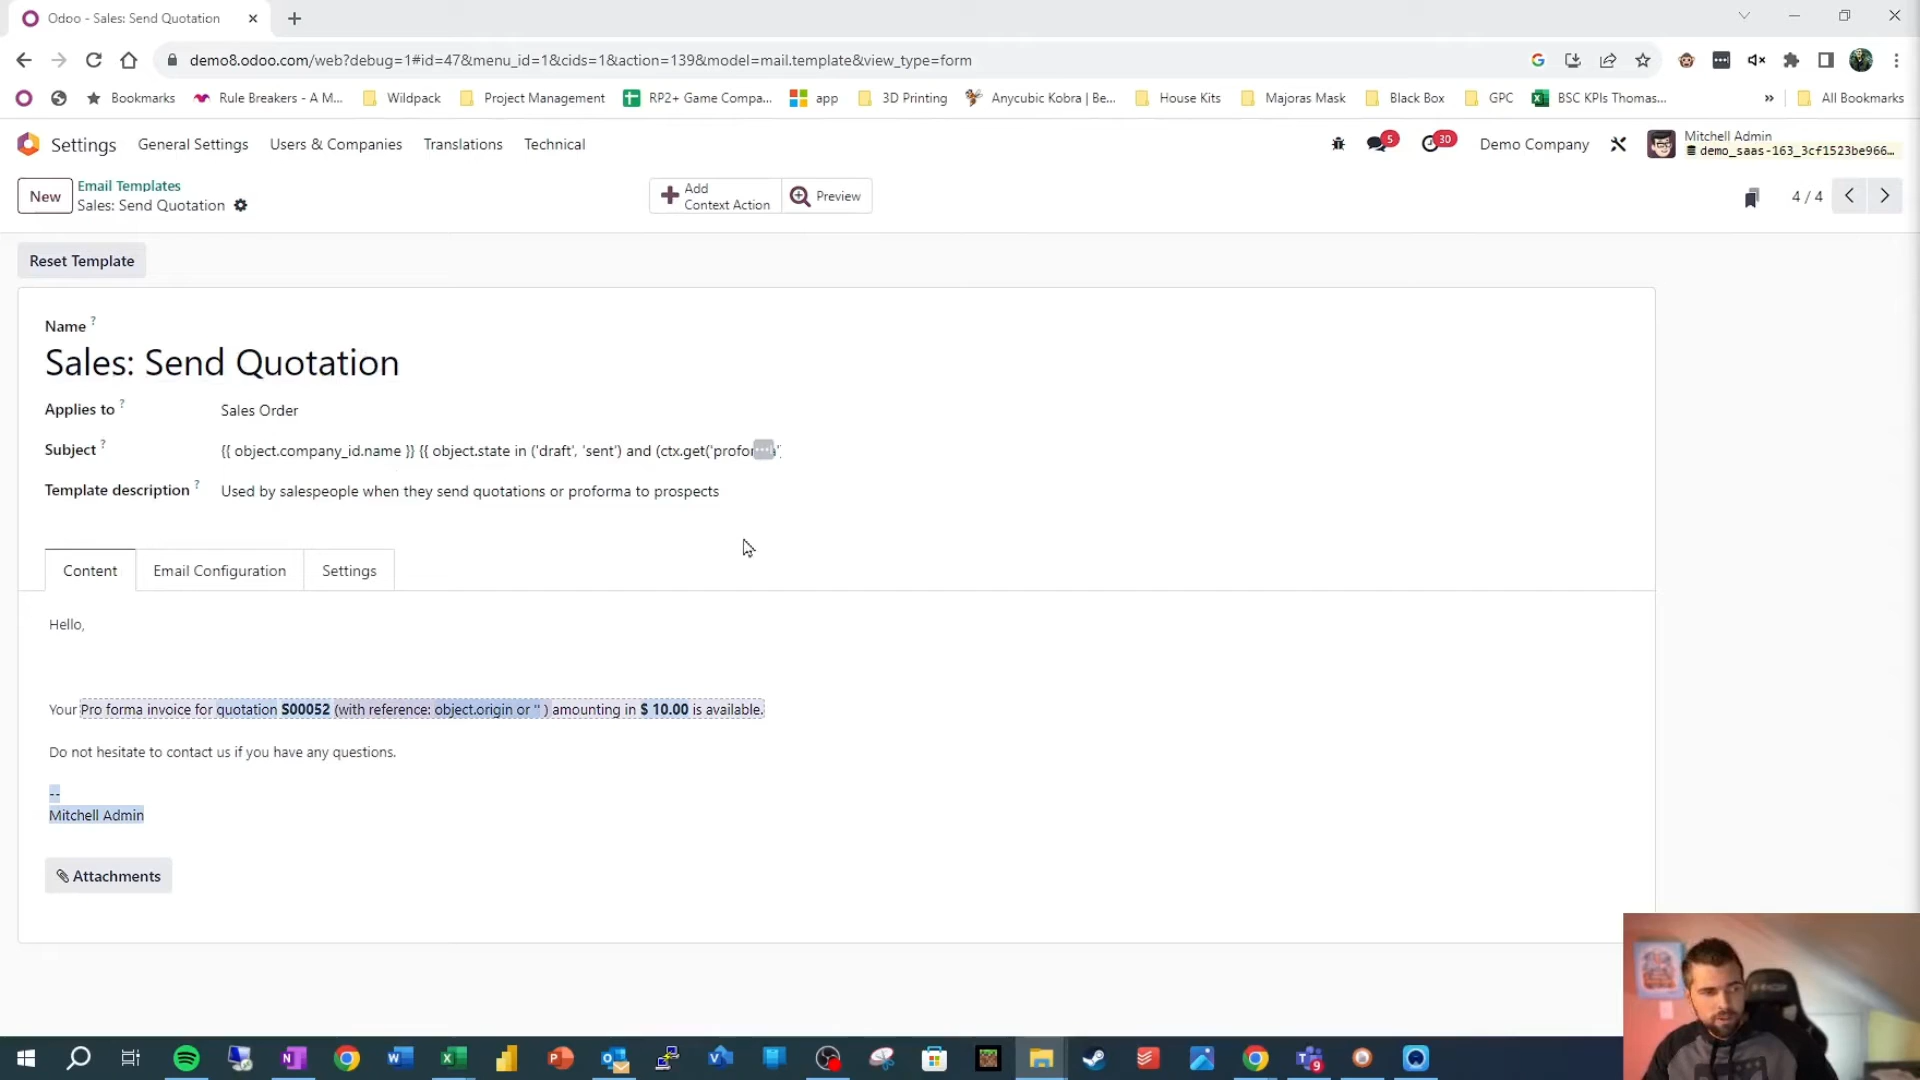 Odoo - Sales: Send Quotation
demo8.odoo.com/web?debug=1#id=47&menu_id=1&cids=1&action=139&model=mail.template&view_type=form
Bookmarks
Rule Breakers - A M...
Wildpack
Project Management
RP2+ Game Compa...
app
3D Printing
Anycubic Kobra | Be...
House Kits
Majoras Mask
Black Box
GPC
BSC KPIs Thomas...
»
All Bookmarks
Settings
General Settings
Users & Companies
Translations
Technical
5
30
Demo Company
Mitchell Admin
demo_saas-163_3cf1523be966...
New
Email Templates
Sales: Send Quotation
Add
Context Action
Preview
4 / 4
Reset Template
Name ?
Sales: Send Quotation
Applies to ?
Sales Order
Subject ?
{{ object.company_id.name }} {{ object.state in ('draft', 'sent') and (ctx.get('profor
Template description ?
Used by salespeople when they send quotations or proforma to prospects
Content
Email Configuration
Settings
Hello,
Your Pro forma invoice for quotation S00052 (with reference: object.origin or '' ) amounting in $ 10.00 is available.
Do not hesitate to contact us if you have any questions.
--
Mitchell Admin
Attachments
9